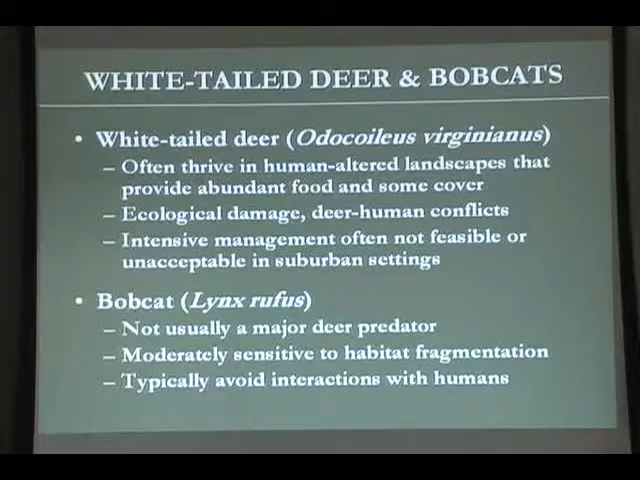 WHITE-TAILED DEER & BOBCATS
• White-tailed deer (Odocoileus virginianus)
– Often thrive in human-altered landscapes that
provide abundant food and some cover
– Ecological damage, deer-human conflicts
– Intensive management often not feasible or
unacceptable in suburban settings
• Bobcat (Lynx rufus)
– Not usually a major deer predator
– Moderately sensitive to habitat fragmentation
– Typically avoid interactions with humans